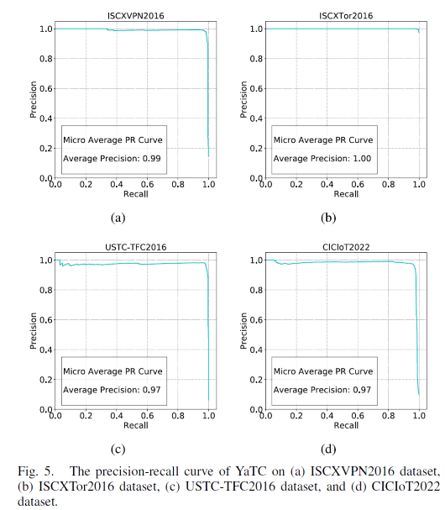 ISCXVPN2016
1.0
0.8
0.6
0.4
0.2
0.0
Precision
Micro Average PR Curve
Average Precision: 0.99
0.0 0.2 0.4 0.6 0.8 1.0
Recall
(a)
ISCXTor2016
1.0
0.8
0.6
0.4
0.2
0.0
Precision
Micro Average PR Curve
Average Precision: 1.00
0.0 0.2 0.4 0.6 0.8 1.0
Recall
(b)
USTC-TFC2016
1.0
0.8
0.6
0.4
0.2
0.0
Precision
Micro Average PR Curve
Average Precision: 0.97
0.0 0.2 0.4 0.6 0.8 1.0
Recall
(c)
CICIoT2022
1.0
0.8
0.6
0.4
0.2
0.0
Precision
Micro Average PR Curve
Average Precision: 0.97
0.0 0.2 0.4 0.6 0.8 1.0
Recall
(d)
Fig. 5. The precision-recall curve of YaTC on (a) ISCXVPN2016 dataset,
(b) ISCXTor2016 dataset, (c) USTC-TFC2016 dataset, and (d) CICIoT2022
dataset.